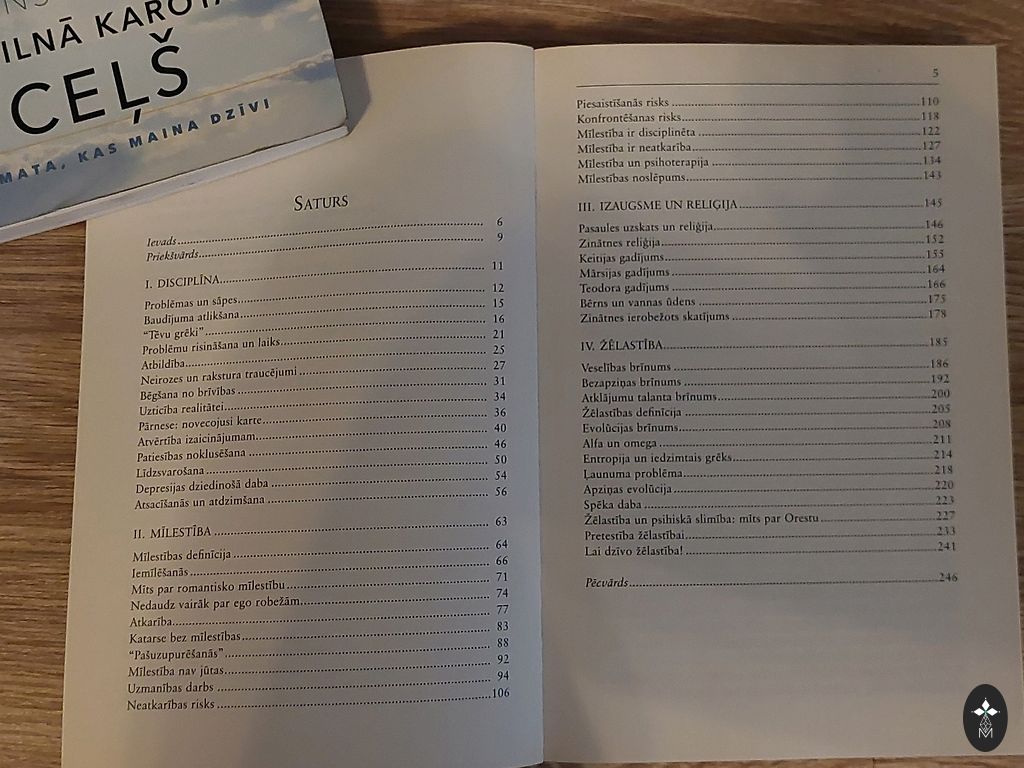 ILNĀ KAROTA
CEĻŠ
MATA, KAS MAINA DZĪVI
SATURS
Ievads 6
Priekšvārds 9
I. DISCIPLĪNA 11
Problēmas un sāpes 12
Baudījuma atlikšana 15
“Tēvu grēki” 16
Problēmu risināšana un laiks 21
Atbildība 25
Neirozes un rakstura traucējumi 27
Bēgšana no brīvības 31
Uzticība realitātei 34
Pārnese: novecojusi karte 36
Atvērtība izaicinājumam 40
Patiesības noklusēšana 46
Līdzsvarošana 50
Depresijas dziedinošā daba 54
Atsacīšanās un atdzimšana 56
II. MĪLESTĪBA 63
Mīlestības definīcija 64
Iemīlēšanās 66
Mīts par romantisko mīlestību 71
Nedaudz vairāk par ego robežām 74
Atkarība 77
Katarse bez mīlestības 83
“Pašuzupurēšanās” 88
Mīlestība nav jūtas 92
Uzmanības darbs 94
Neatkarības risks 106
5
Piesaistīšanās risks 110
Konfrontēšanas risks 118
Mīlestība ir disciplinēta 122
Mīlestība ir neatkarība 127
Mīlestība un psihoterapija 134
Mīlestības noslēpums 143
III. IZAUGSME UN RELIĢIJA 145
Pasaules uzskats un reliģija 146
Zinātnes reliģija 152
Keitijas gadījums 155
Mārsijas gadījums 164
Teodora gadījums 166
Bērns un vannas ūdens 175
Zinātnes ierobežots skatījums 178
IV. ŽĒLASTĪBA 185
Veselības brīnums 186
Bezapziņas brīnums 192
Atklājumu talanta brīnums 200
Žēlastības definīcija 205
Evolūcijas brīnums 208
Alfa un omega 211
Entropija un iedzimtais grēks 214
Ļaunuma problēma 218
Apziņas evolūcija 220
Spēka daba 223
Žēlastība un psihiskā slimība: mīts par Orestu 227
Pretestība žēlastībai 233
Lai dzīvo žēlastība! 241
Pēcvārds 246